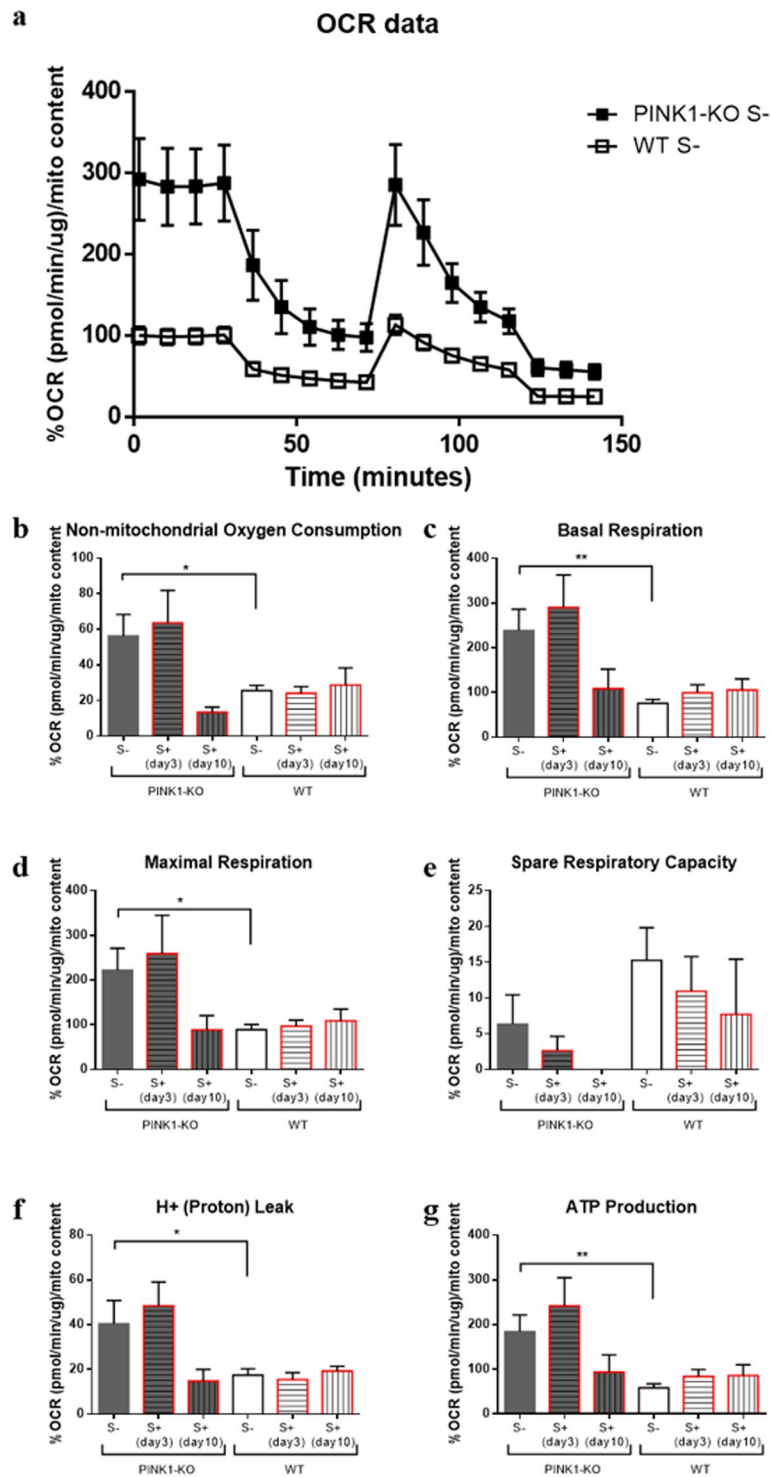 a
OCR data
%OCR (pmol/min/ug)/mito content
400
300
200
100
0
0 50 100 150
Time (minutes)
PINK1-KO S-
WT S-
b
Non-mitochondrial Oxygen Consumption
% OCR (pmol/min/ug)/mito content
100
80
60
40
20
0
*
S- S+ S+ S- S+ S+
(day3) (day10) (day3) (day10)
PINK1-KO WT
c
Basal Respiration
% OCR (pmol/min/ug)/mito content
400
300
200
100
0
**
S- S+ S+ S- S+ S+
(day3) (day10) (day3) (day10)
PINK1-KO WT
d
Maximal Respiration
% OCR (pmol/min/ug)/mito content
400
300
200
100
0
*
S- S+ S+ S- S+ S+
(day3) (day10) (day3) (day10)
PINK1-KO WT
e
Spare Respiratory Capacity
% OCR (pmol/min/ug)/mito content
25
20
15
10
5
0
S- S+ S+ S- S+ S+
(day3) (day10) (day3) (day10)
PINK1-KO WT
f
H+ (Proton) Leak
% OCR (pmol/min/ug)/mito content
80
60
40
20
0
*
S- S+ S+ S- S+ S+
(day3) (day10) (day3) (day10)
PINK1-KO WT
g
ATP Production
% OCR (pmol/min/ug)/mito content
400
300
200
100
0
**
S- S+ S+ S- S+ S+
(day3) (day10) (day3) (day10)
PINK1-KO WT